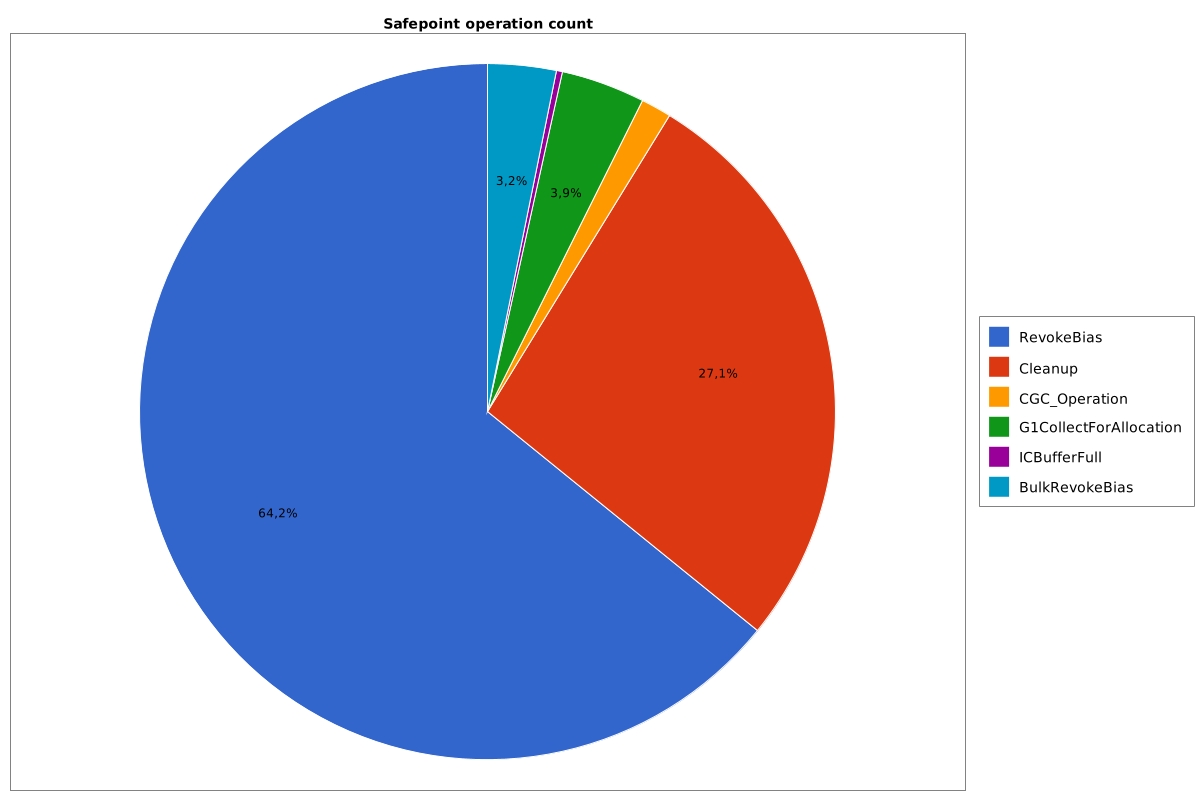 Safepoint operation count
3,2%
3,9%
27,1%
64,2%
RevokeBias
Cleanup
CGC_Operation
G1CollectForAllocation
ICBufferFull
BulkRevokeBias